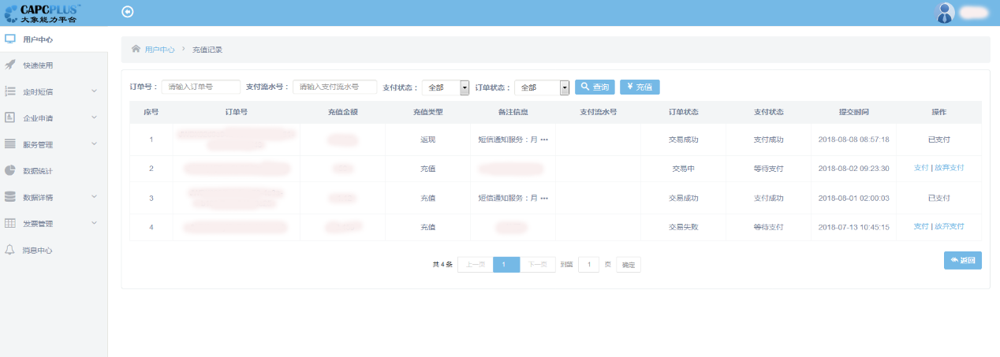 CAPCPLUS™
大象能力平台
用户中心
快速使用
定时短信
企业申请
服务管理
数据统计
数据详情
发票管理
消息中心
用户中心 > 充值记录
订单号： 请输入订单号 支付流水号： 请输入支付流水号 支付状态： 全部 订单状态： 全部 查询 ¥ 充值
序号 订单号 充值金额 充值类型 备注信息 支付流水号 订单状态 支付状态 提交时间 操作
1 返现 短信通知服务：月 ••• 交易成功 支付成功 2018-08-08 08:57:18 已支付
2 充值 交易中 等待支付 2018-08-02 09:23:30 支付 | 放弃支付
3 充值 短信通知服务：月 ••• 交易成功 支付成功 2018-08-01 02:00:03 已支付
4 充值 交易失败 等待支付 2018-07-13 10:45:15 支付 | 放弃支付
共 4 条 上一页 1 下一页 到第 1 页 确定
返回